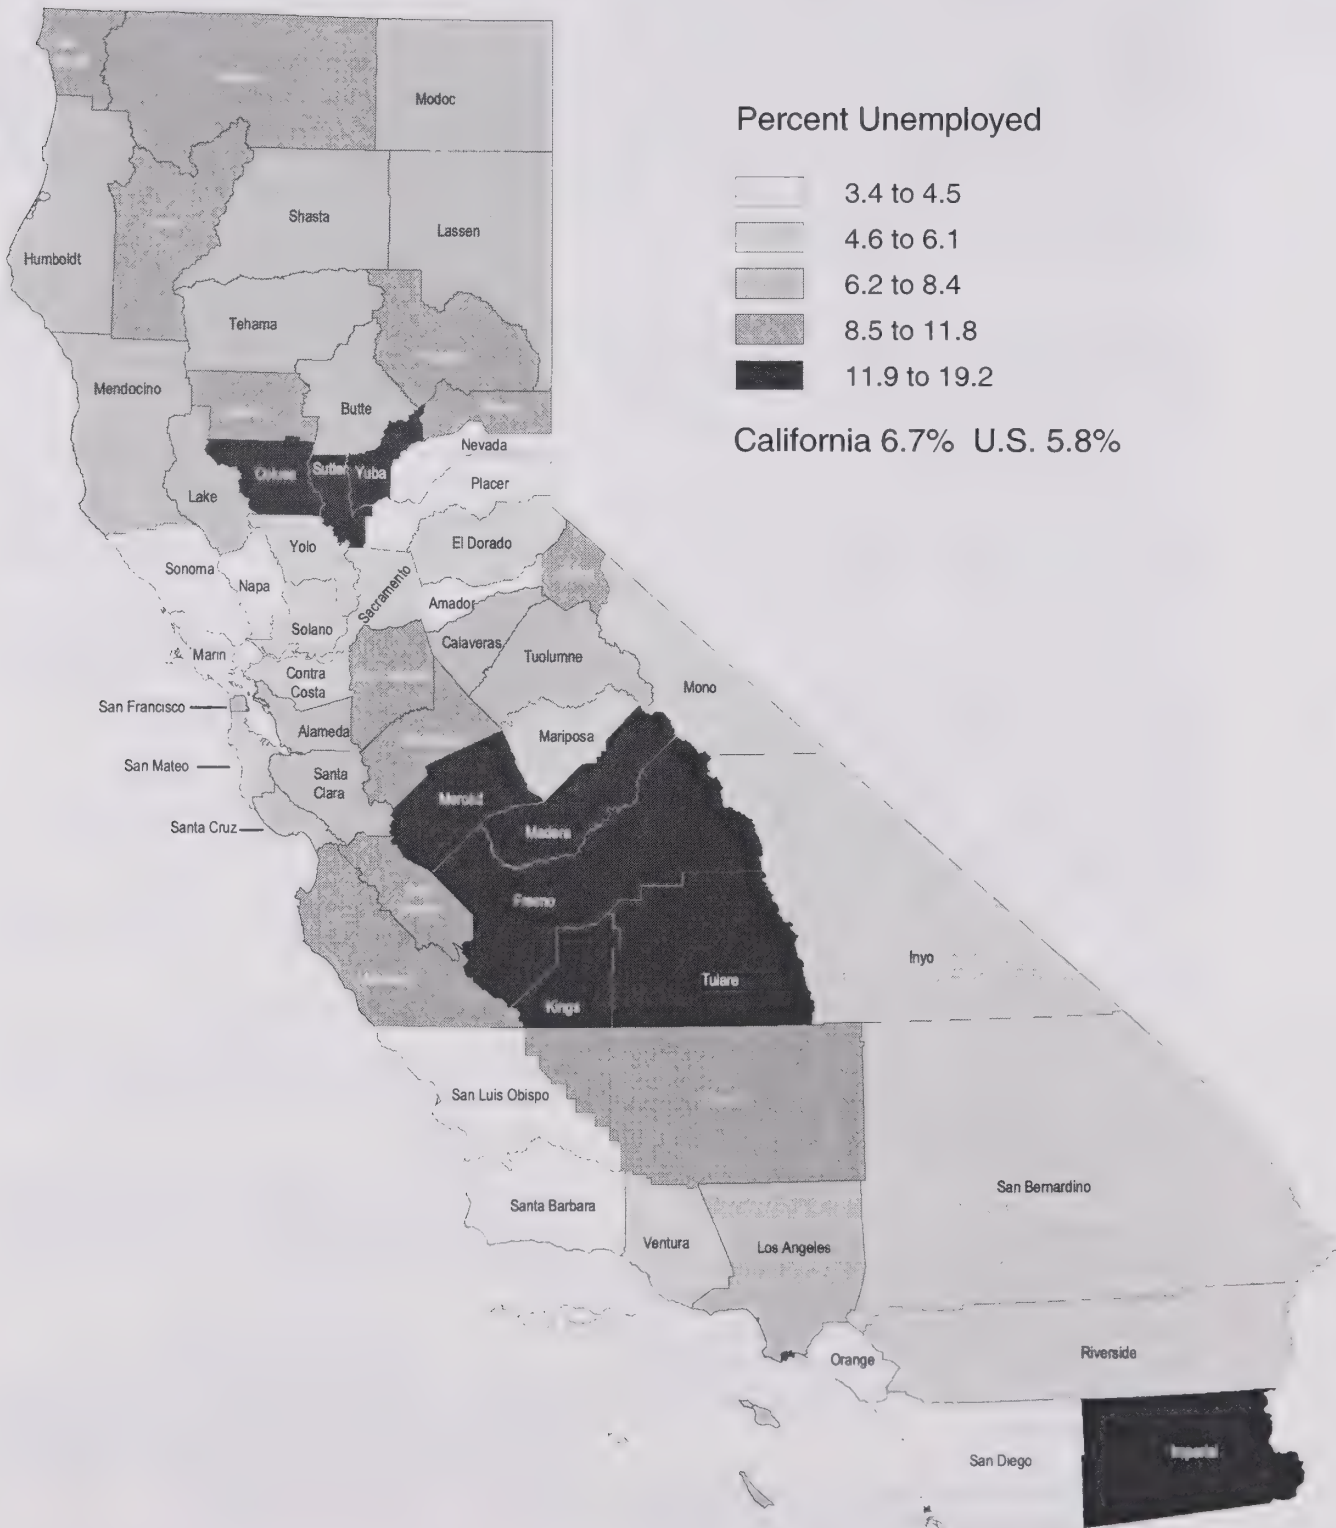 Percent Unemployed
3.4 to 4.5
4.6 to 6.1
6.2 to 8.4
8.5 to 11.8
11.9 to 19.2
California 6.7% U.S. 5.8%
Modoc
Shasta
Lassen
Humboldt
Tehama
Mendocino
Butte
Nevada
Colusa
Sutter
Yuba
Placer
Lake
Yolo
El Dorado
Sonoma
Napa
Sacramento
Amador
Solano
Calaveras
Marin
Tuolumne
Contra
Costa
Mono
San Francisco
Alameda
Mariposa
San Mateo
Santa
Clara
Merced
Santa Cruz
Madera
Fresno
Inyo
Tulare
Kings
San Luis Obispo
San Bernardino
Santa Barbara
Ventura
Los Angeles
Orange
Riverside
San Diego
Imperial